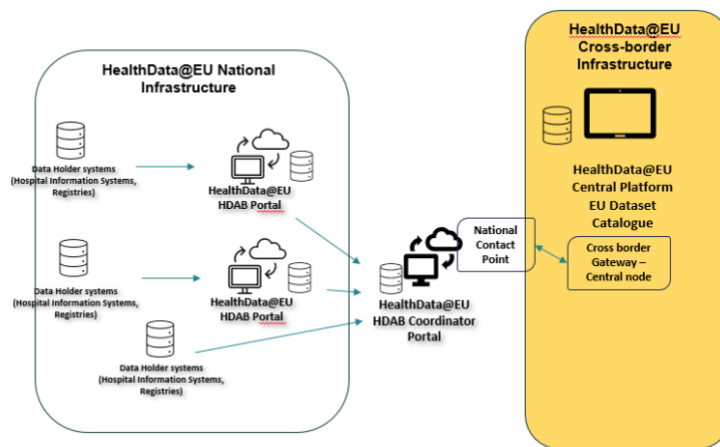 HealthData@EU National
Infrastructure
Data Holder systems
(Hospital Information Systems,
Registries)
HealthData@EU
HDAB Portal
Data Holder systems
(Hospital Information Systems,
Registries)
HealthData@EU
HDAB Portal
Data Holder systems
(Hospital Information Systems,
Registries)
HealthData@EU
HDAB Coordinator
Portal
National
Contact
Point
HealthData@EU
Cross-border
Infrastructure
HealthData@EU
Central Platform
EU Dataset
Catalogue
Cross border
Gateway –
Central node